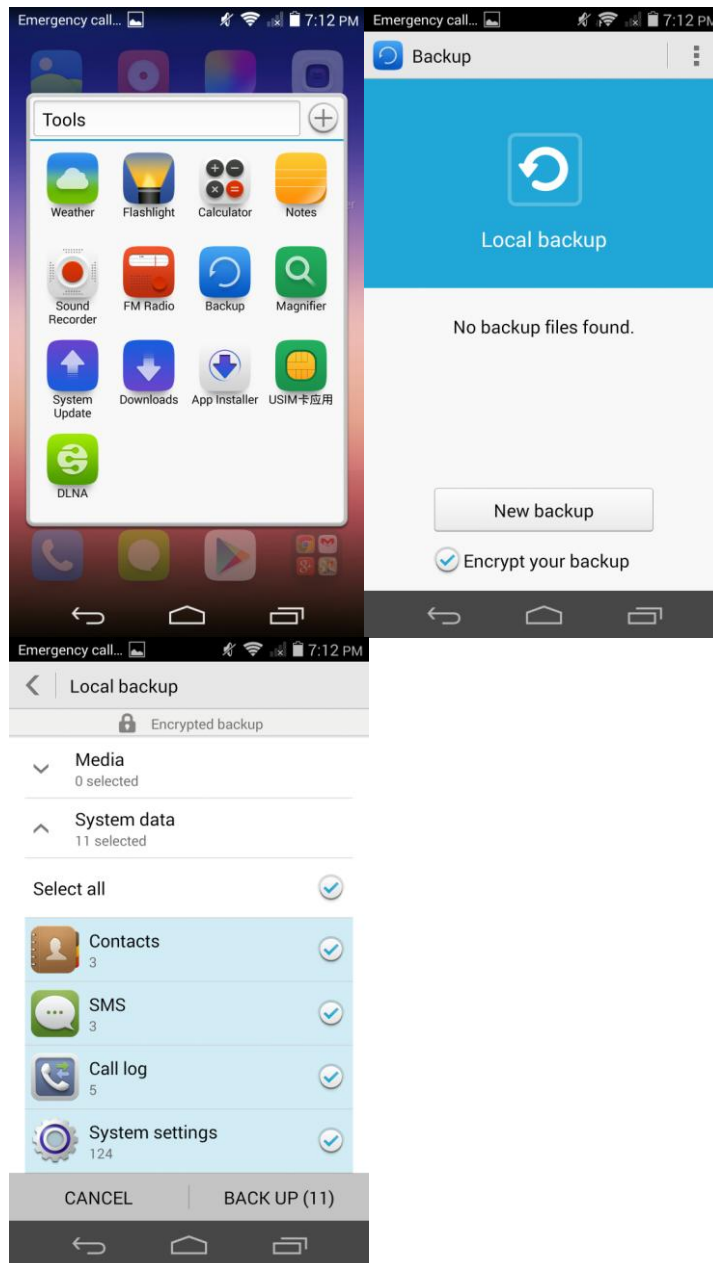 Emergency call... 7:12 PM
Tools
Weather Flashlight Calculator Notes
Sound Recorder FM Radio Backup Magnifier
System Update Downloads App Installer USIM卡应用
DLNA
Emergency call... 7:12 PM
Backup
Local backup
No backup files found.
New backup
Encrypt your backup
Emergency call... 7:12 PM
Local backup
Encrypted backup
Media
0 selected
System data
11 selected
Select all
Contacts
3
SMS
3
Call log
5
System settings
124
CANCEL BACK UP (11)